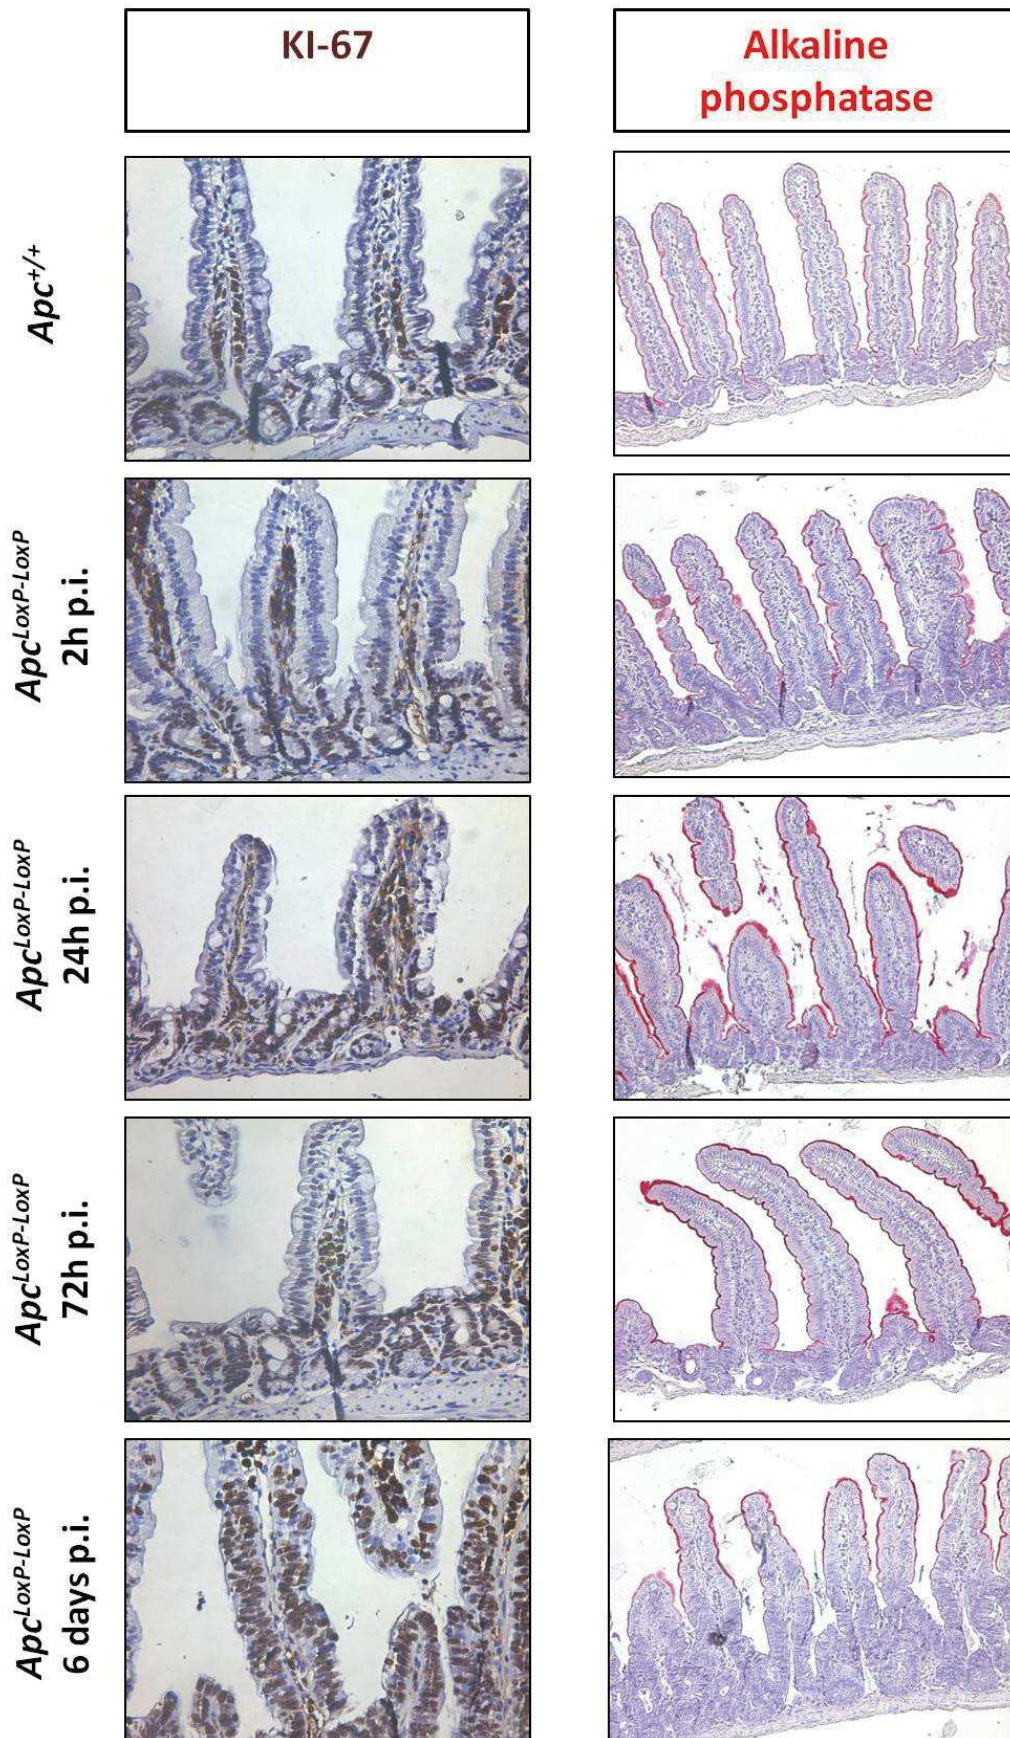 KI-67
Alkaline
phosphatase
Apc+/+
ApcLoxP-LoxP
2h p.i.
ApcLoxP-LoxP
24h p.i.
ApcLoxP-LoxP
72h p.i.
ApcLoxP-LoxP
6 days p.i.